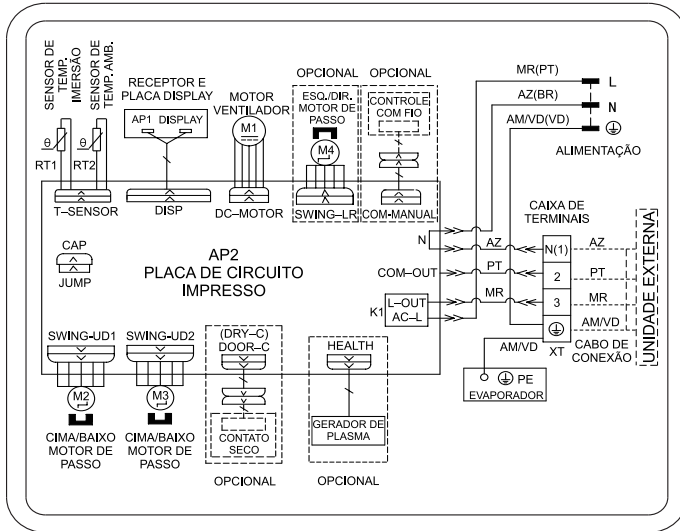 SENSOR DE
TEMP.
IMERSÃO
SENSOR DE
TEMP. AMB.
RECEPTOR E
PLACA DISPLAY
AP1 DISPLAY
MOTOR
VENTILADOR
M1
OPCIONAL
ESQ./DIR.
MOTOR DE
PASSO
M4
OPCIONAL
CONTROLE
COM FIO
MR(PT)
L
AZ(BR)
N
AM/VD(VD)
ALIMENTAÇÃO
θ
θ
RT1
RT2
T–SENSOR
DISP
DC–MOTOR
SWING–LR
COM-MANUAL
CAIXA DE
TERMINAIS
CAP
JUMP
AP2
PLACA DE CIRCUITO
IMPRESSO
N
AZ
N(1)
AZ
COM–OUT
PT
2
PT
K1
L–OUT
AC–L
MR
3
MR
AM/VD
XT
CABO DE
CONEXÃO
UNIDADE EXTERNA
AM/VD
PE
EVAPORADOR
SWING-UD1
SWING–UD2
(DRY–C)
DOOR–C
HEALTH
M2
M3
CIMA/BAIXO
MOTOR DE
PASSO
CIMA/BAIXO
MOTOR DE
PASSO
CONTATO
SECO
GERADOR DE
PLASMA
OPCIONAL
OPCIONAL